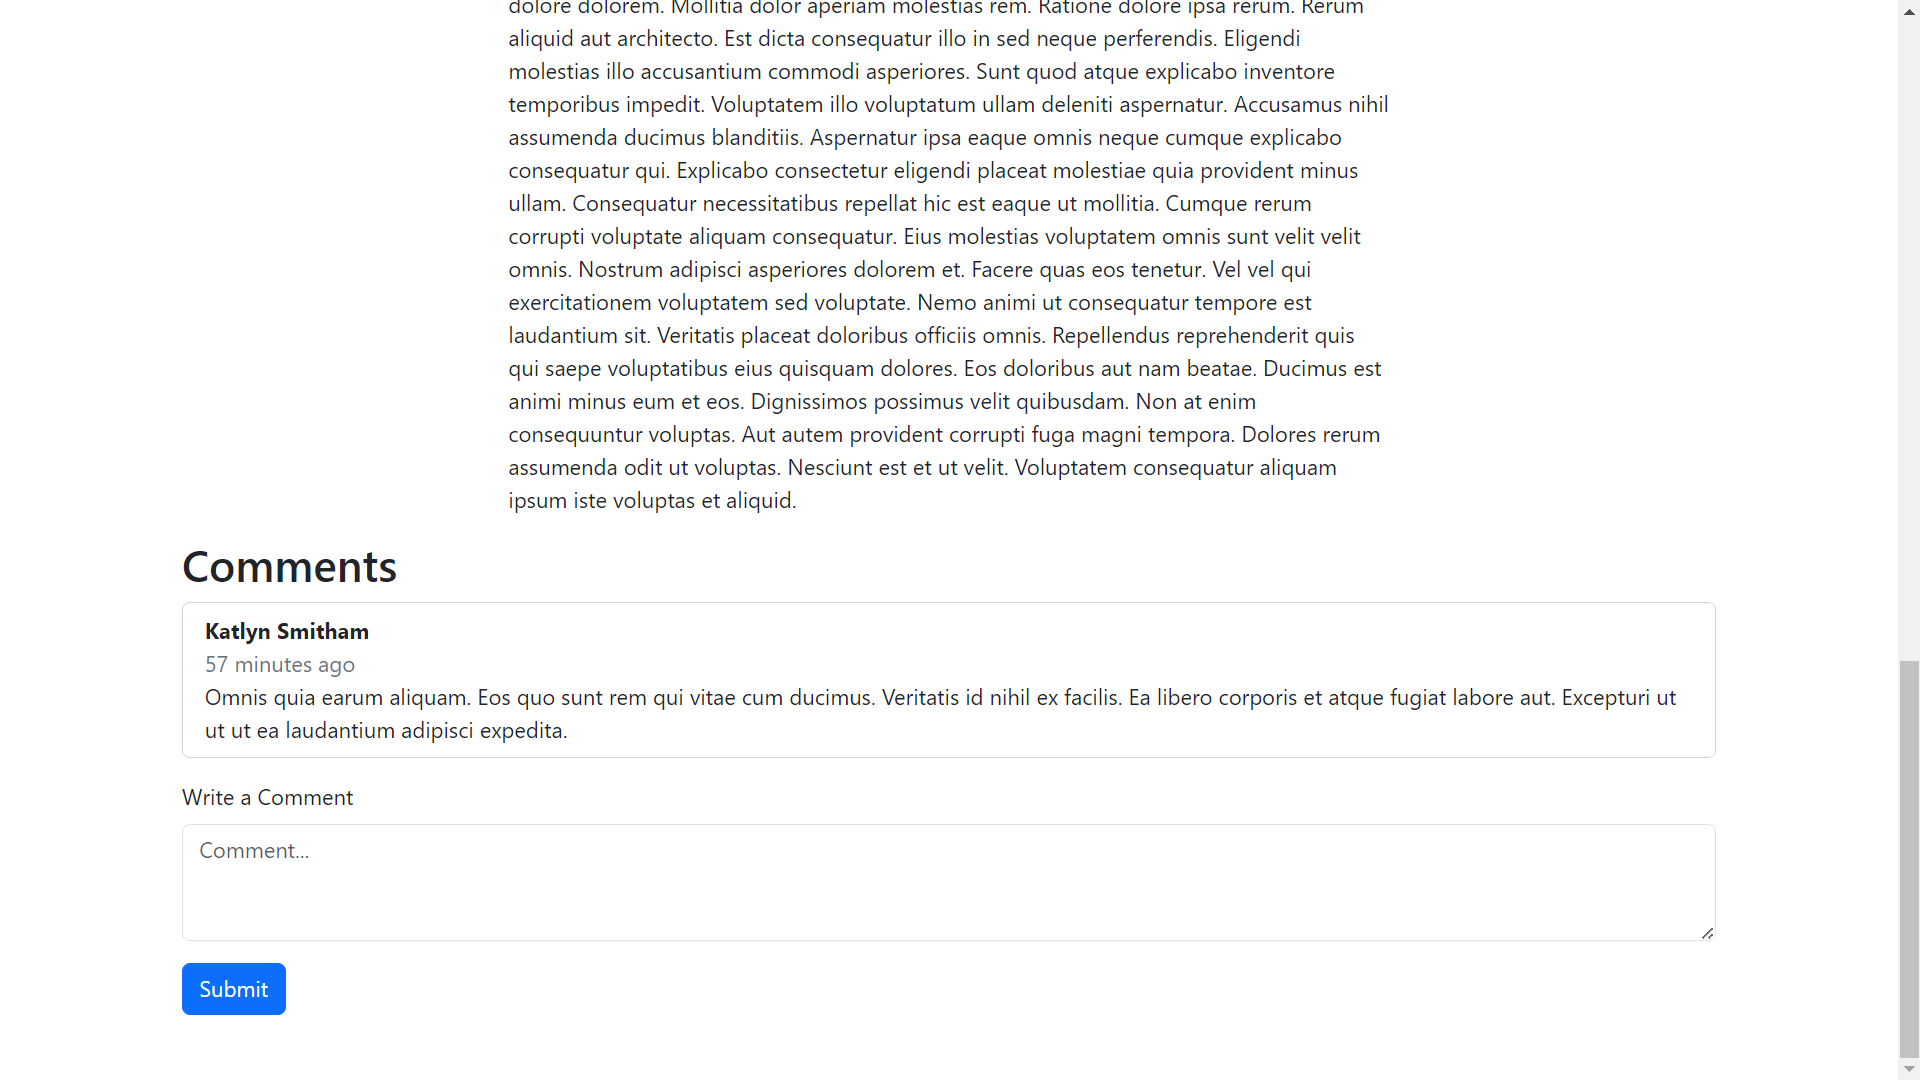 dolore dolorem. Mollitia dolor aperiam molestias rem. Ratione dolore ipsa rerum. Rerum
aliquid aut architecto. Est dicta consequatur illo in sed neque perferendis. Eligendi
molestias illo accusantium commodi asperiores. Sunt quod atque explicabo inventore
temporibus impedit. Voluptatem illo voluptatum ullam deleniti aspernatur. Accusamus nihil
assumenda ducimus blanditiis. Aspernatur ipsa eaque omnis neque cumque explicabo
consequatur qui. Explicabo consectetur eligendi placeat molestiae quia provident minus
ullam. Consequatur necessitatibus repellat hic est eaque ut mollitia. Cumque rerum
corrupti voluptate aliquam consequatur. Eius molestias voluptatem omnis sunt velit velit
omnis. Nostrum adipisci asperiores dolorem et. Facere quas eos tenetur. Vel vel qui
exercitationem voluptatem sed voluptate. Nemo animi ut consequatur tempore est
laudantium sit. Veritatis placeat doloribus officiis omnis. Repellendus reprehenderit quis
qui saepe voluptatibus eius quisquam dolores. Eos doloribus aut nam beatae. Ducimus est
animi minus eum et eos. Dignissimos possimus velit quibusdam. Non at enim
consequuntur voluptas. Aut autem provident corrupti fuga magni tempora. Dolores rerum
assumenda odit ut voluptas. Nesciunt est et ut velit. Voluptatem consequatur aliquam
ipsum iste voluptas et aliquid.
Comments
Katlyn Smitham
57 minutes ago
Omnis quia earum aliquam. Eos quo sunt rem qui vitae cum ducimus. Veritatis id nihil ex facilis. Ea libero corporis et atque fugiat labore aut. Excepturi ut
ut ut ut ea laudantium adipisci expedita.
Write a Comment
Comment...
Submit